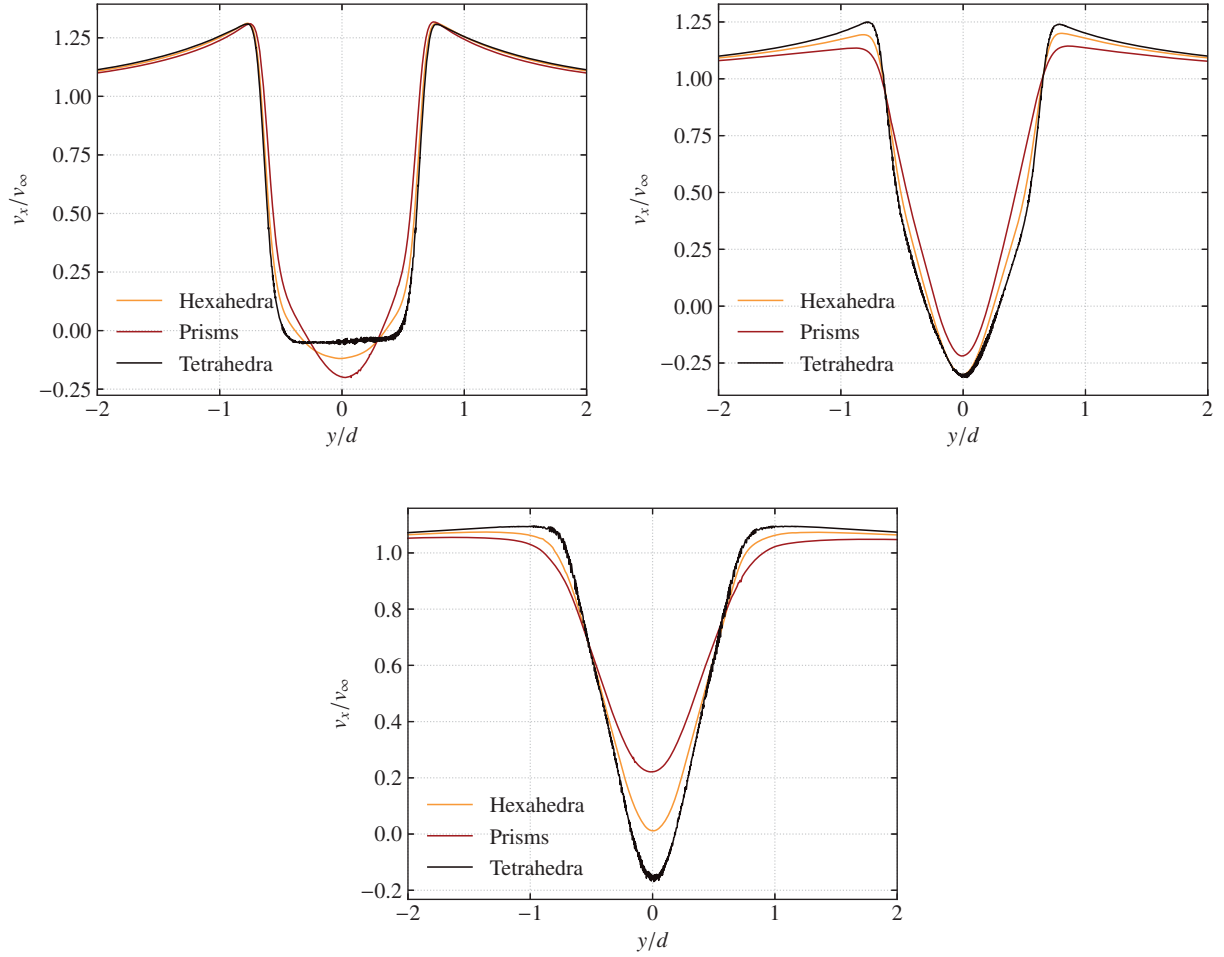 1.25
1.00
0.75
0.50
0.25
0.00
−0.25
v_x/v_∞
Hexahedra
Prisms
Tetrahedra
−2
−1
0
1
2
y/d
1.25
1.00
0.75
0.50
0.25
0.00
−0.25
v_x/v_∞
Hexahedra
Prisms
Tetrahedra
−2
−1
0
1
2
y/d
1.0
0.8
0.6
0.4
0.2
0.0
−0.2
v_x/v_∞
Hexahedra
Prisms
Tetrahedra
−2
−1
0
1
2
y/d